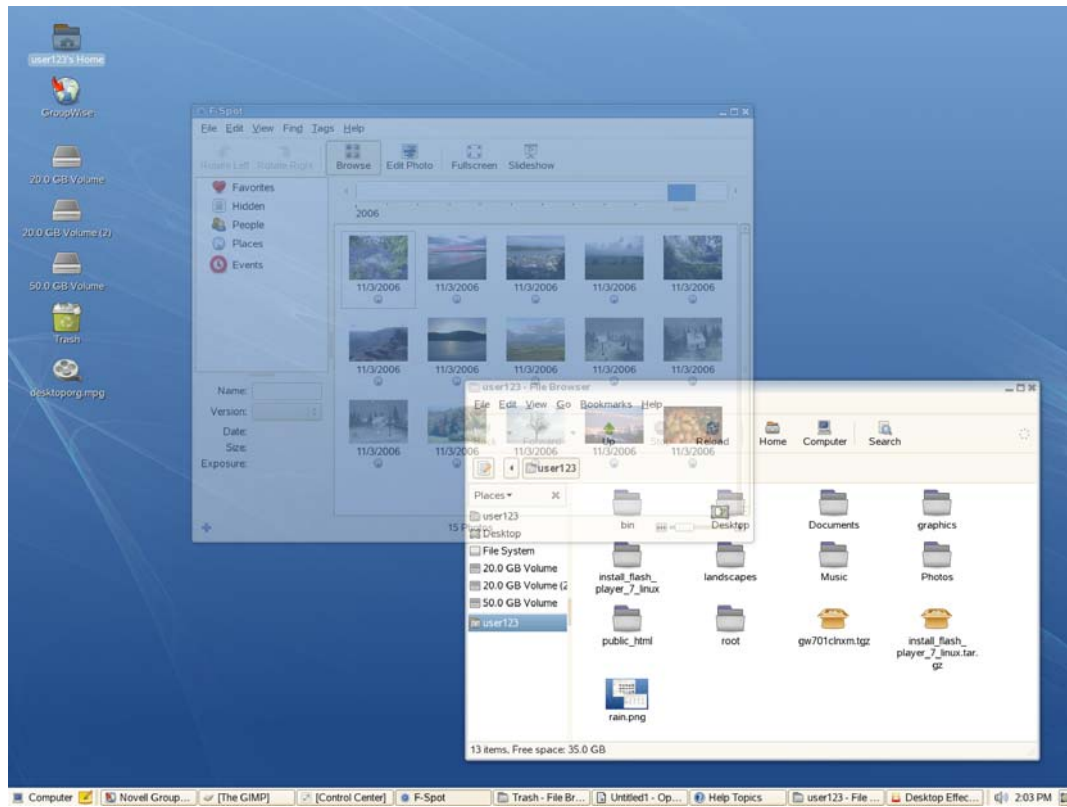 user123's Home
GroupWise
20.0 GB Volume
20.0 GB Volume (2)
50.0 GB Volume
Trash
desktoporg.mpg
F-Spot
File Edit View Find Tags Help
Rotate Left Rotate Right Browse Edit Photo Fullscreen Slideshow
Favorites
Hidden
People
Places
Events
2006
11/3/2006 11/3/2006 11/3/2006 11/3/2006 11/3/2006
11/3/2006 11/3/2006 11/3/2006 11/3/2006 11/3/2006
11/3/2006 11/3/2006 11/3/2006 11/3/2006 11/3/2006
Name:
Version:
Date:
Size:
Exposure:
15 Photos
user123 - File Browser
File Edit View Go Bookmarks Help
Back Forward Up Stop Reload Home Computer Search
user123
Places
user123
Desktop
File System
20.0 GB Volume
20.0 GB Volume (2
50.0 GB Volume
user123
bin Desktop Documents graphics
install_flash_
player_7_linux
landscapes Music Photos
public_html root gw701clnxm.tgz
install_flash_
player_7_linux.tar.
gz
rain.png
13 items, Free space: 35.0 GB
Computer Novell Group... [The GIMP] [Control Center] F-Spot Trash - File Br... Untitled1 - Op... Help Topics user123 - File ... Desktop Effec... 2:03 PM